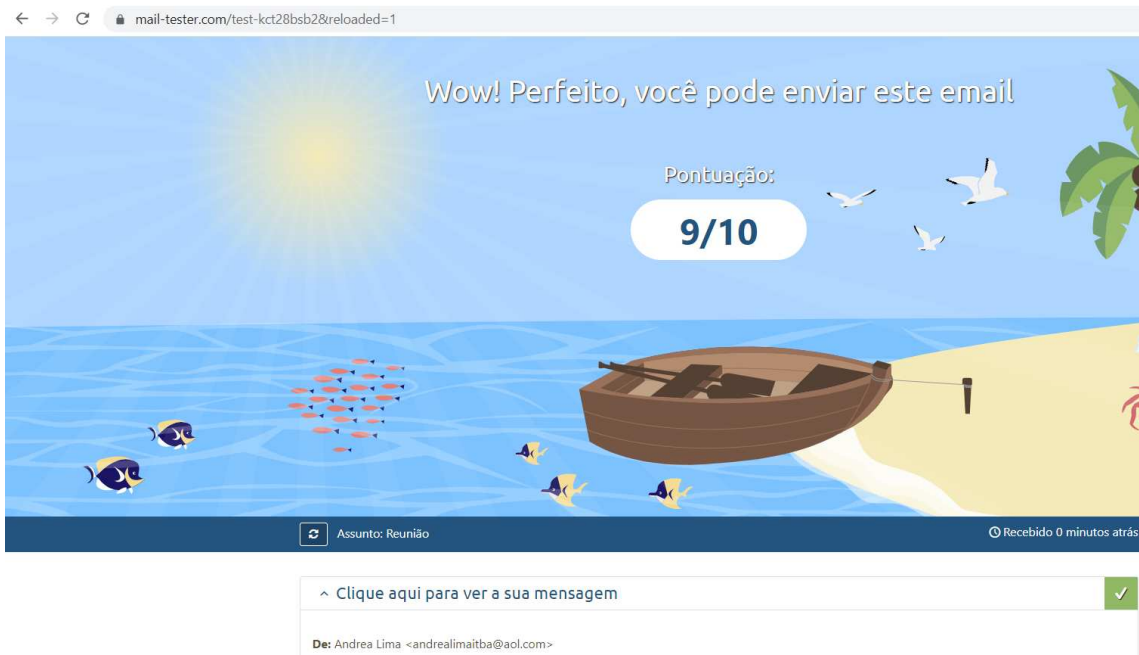 mail-tester.com/test-kct28bsb2&reloaded=1
Wow! Perfeito, você pode enviar este email
Pontuação:
9/10
Assunto: Reunião
Recebido 0 minutos atrás
Clique aqui para ver a sua mensagem
De: Andrea Lima <andrealimaitba@aol.com>